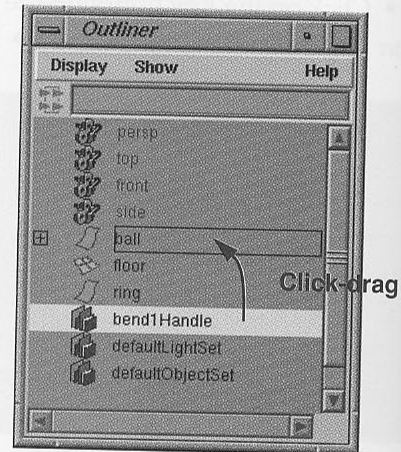 Outliner
Display Show Help
persp
top
front
side
ball
floor
ring
Click-drag
bend1Handle
defaultLightSet
defaultObjectSet